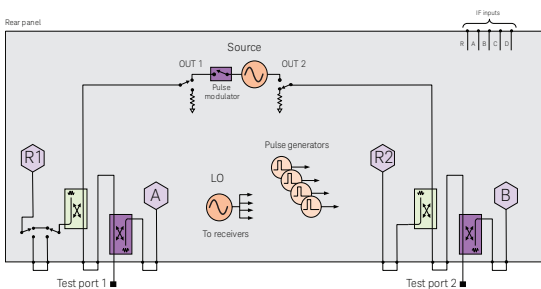 Rear panel
IF inputs
R A B C D
Source
OUT 1
OUT 2
Pulse
modulator
Pulse generators
R1
A
LO
R2
B
To receivers
Test port 1
Test port 2